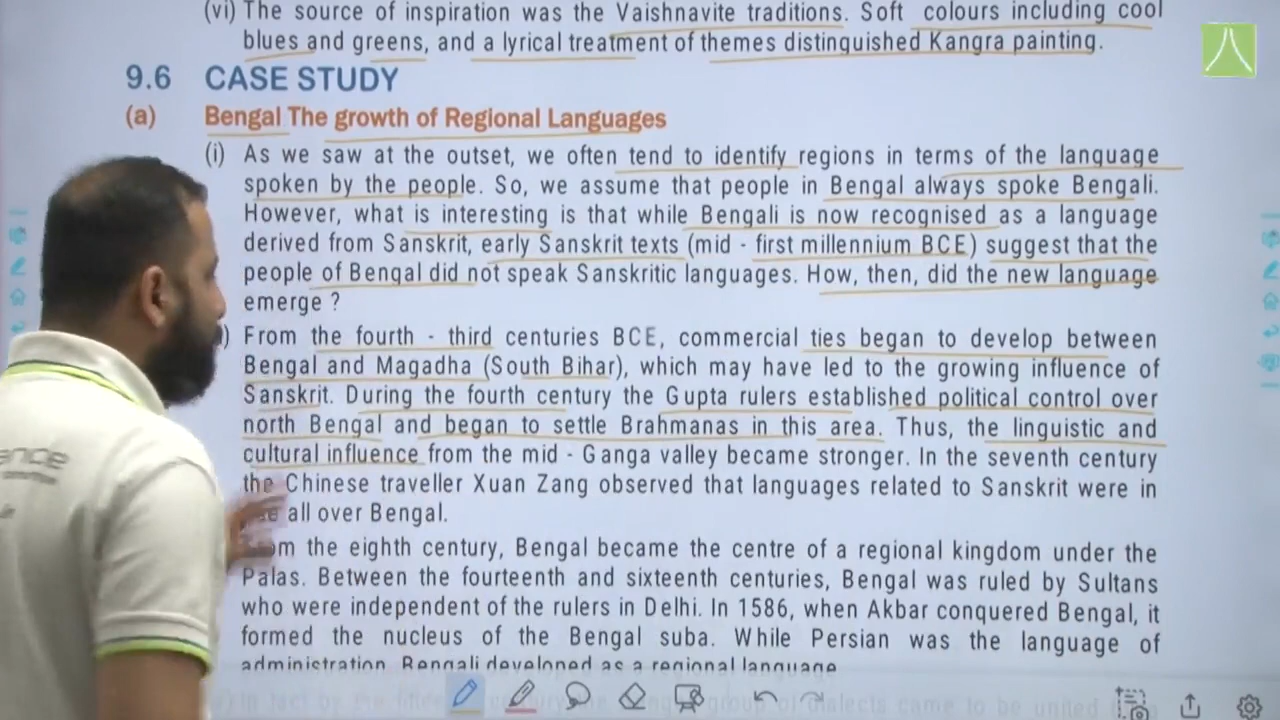 (vi) The source of inspiration was the Vaishnavite traditions. Soft colours including cool
blues and greens, and a lyrical treatment of themes distinguished Kangra painting.
9.6 CASE STUDY
(a) Bengal The growth of Regional Languages
(i) As we saw at the outset, we often tend to identify regions in terms of the language
spoken by the people. So, we assume that people in Bengal always spoke Bengali.
However, what is interesting is that while Bengali is now recognised as a language
derived from Sanskrit, early Sanskrit texts (mid - first millennium BCE) suggest that the
people of Bengal did not speak Sanskritic languages. How, then, did the new language
emerge ?
) From the fourth - third centuries BCE, commercial ties began to develop between
Bengal and Magadha (South Bihar), which may have led to the growing influence of
Sanskrit. During the fourth century the Gupta rulers established political control over
north Bengal and began to settle Brahmanas in this area. Thus, the linguistic and
cultural influence from the mid - Ganga valley became stronger. In the seventh century
the Chinese traveller Xuan Zang observed that languages related to Sanskrit were in
all over Bengal.
the eighth century, Bengal became the centre of a regional kingdom under the
Palas. Between the fourteenth and sixteenth centuries, Bengal was ruled by Sultans
who were independent of the rulers in Delhi. In 1586, when Akbar conquered Bengal, it
formed the nucleus of the Bengal suba. While Persian was the language of
administration, Bengali developed as a regional language.
In fact by the group of dialects came to be united